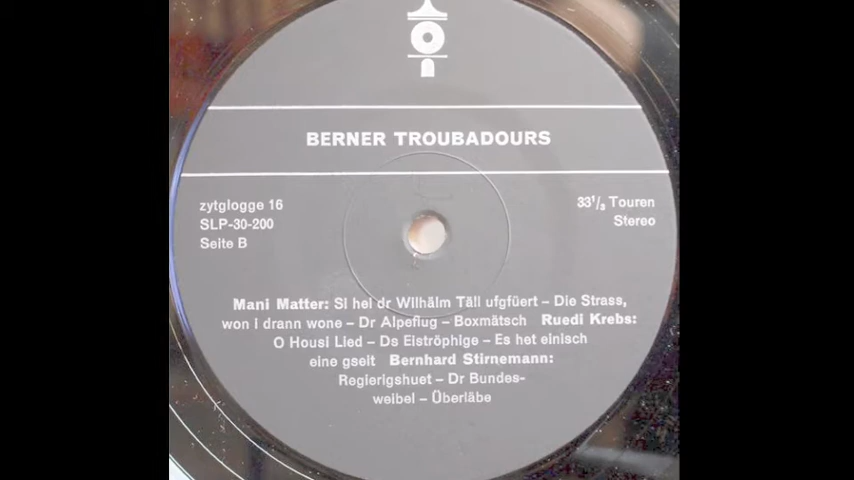 BERNER TROUBADOURS
zytglogge 16
SLP-30-200
Seite B
33⅓ Touren
Stereo
Mani Matter: Si hei dr Wilhälm Täll ufgfüert – Die Strass,
won i drann wone – Dr Alpeflug – Boxmätsch Ruedi Krebs:
O Housi Lied – Ds Eiströphige – Es het einisch
eine gseit Bernhard Stirnemann:
Regierigshuet – Dr Bundes-
weibel – Überläbe